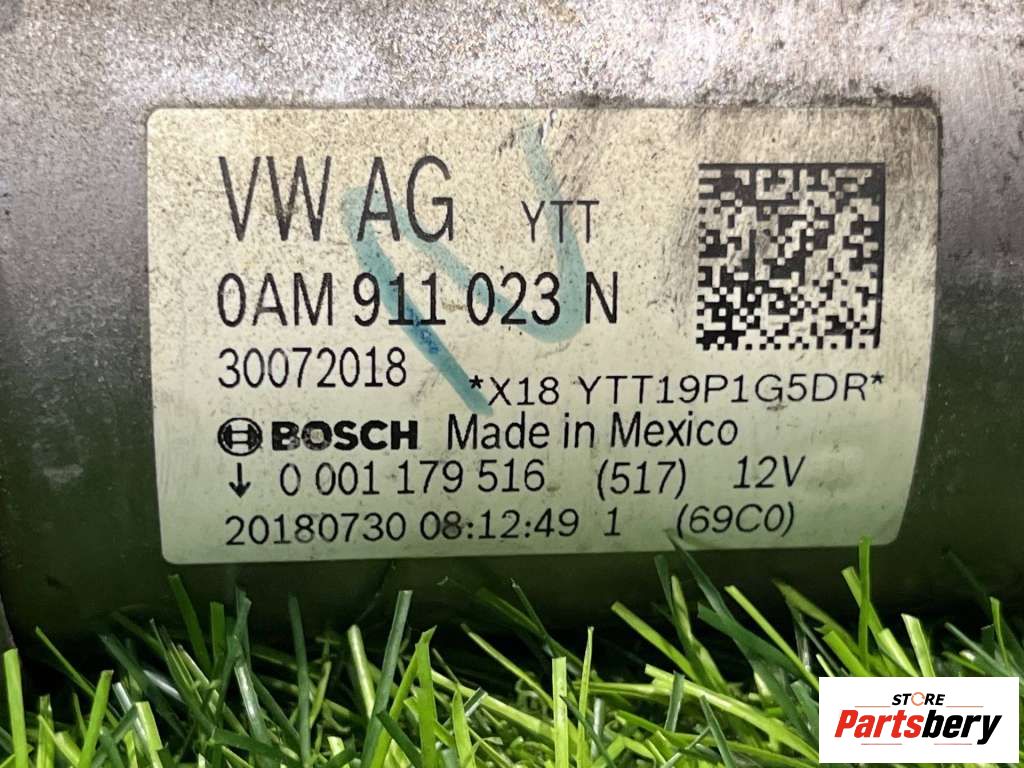 VW AG YTT
0AM 911 023 N
30072018
*X18 YTT19P1G5DR*
BOSCH Made in Mexico
↓ 0 001 179 516 (517) 12V
20180730 08:12:49 1 (69C0)
STORE
Partsbery